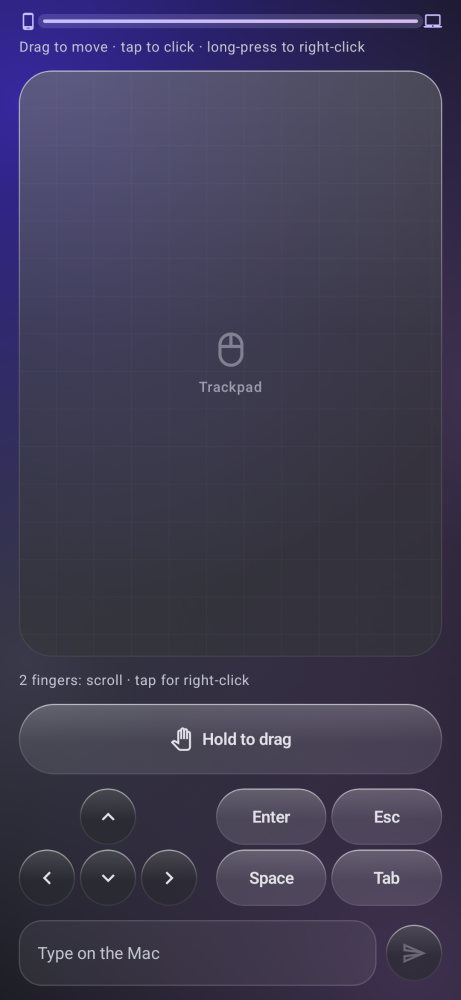 Drag to move · tap to click · long-press to right-click
Trackpad
2 fingers: scroll · tap for right-click
Hold to drag
Enter
Esc
Space
Tab
Type on the Mac